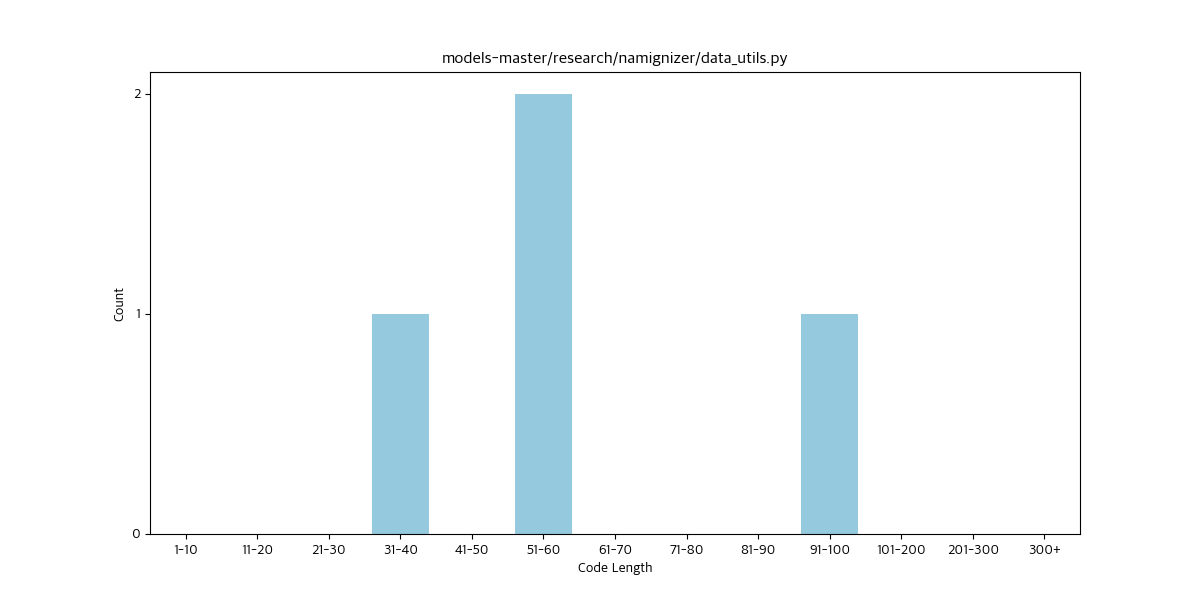 models-master/research/namignizer/data_utils.py
2
1
0
Count
1-10 11-20 21-30 31-40 41-50 51-60 61-70 71-80 81-90 91-100 101-200 201-300 300+
Code Length